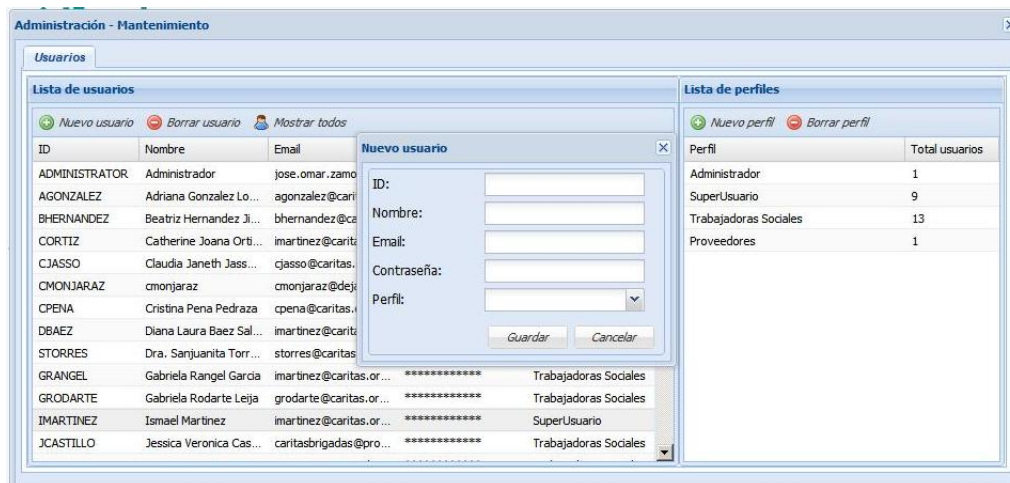 Administración - Mantenimiento
Usuarios
Lista de usuarios
Nuevo usuario Borrar usuario Mostrar todos
ID Nombre Email
ADMINISTRATOR Administrador jose.omar.zamo
AGONZALEZ Adriana Gonzalez Lo... agonzalez@cari
BHERNANDEZ Beatriz Hernandez Ji... bhernandez@ca
CORTIZ Catherine Joana Orti... imartinez@carita
CJASSO Claudia Janeth Jass... cjasso@caritas.
CMONJARAZ cmonjaraz cmonjaraz@deja
CPENA Cristina Pena Pedraza cpena@caritas.
DBAEZ Diana Laura Baez Sal... imartinez@carita
STORRES Dra. Sanjuanita Torr... storres@caritas
GRANGEL Gabriela Rangel Garcia imartinez@caritas.or... ************ Trabajadoras Sociales
GRODARTE Gabriela Rodarte Leija grodarte@caritas.or... ************ Trabajadoras Sociales
IMARTINEZ Ismael Martinez imartinez@caritas.or... ************ SuperUsuario
JCASTILLO Jessica Veronica Cas... caritasbrigadas@pro... ************ Trabajadoras Sociales
Nuevo usuario
ID:
Nombre:
Email:
Contraseña:
Perfil:
Guardar Cancelar
Lista de perfiles
Nuevo perfil Borrar perfil
Perfil Total usuarios
Administrador 1
SuperUsuario 9
Trabajadoras Sociales 13
Proveedores 1